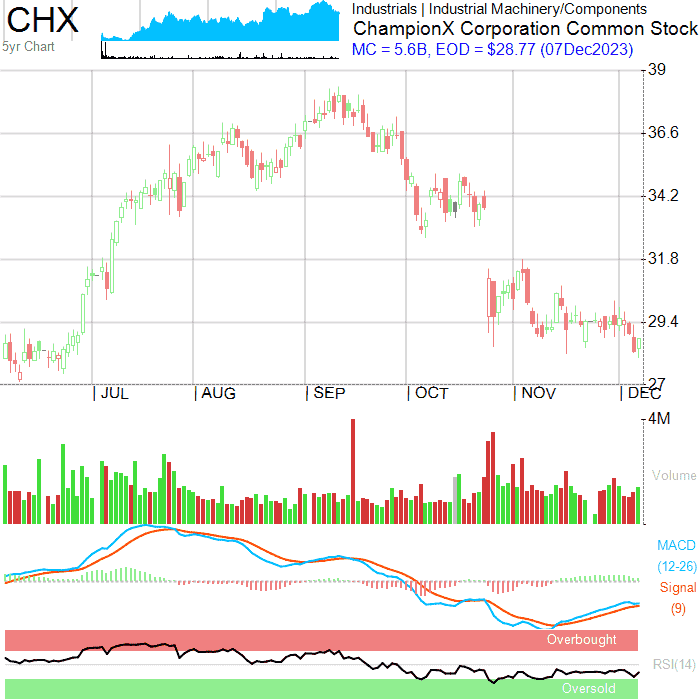 CHX
5yr Chart
Industrials | Industrial Machinery/Components
ChampionX Corporation Common Stock
MC = 5.6B, EOD = $28.77 (07Dec2023)
39
36.6
34.2
31.8
29.4
27
JUL AUG SEP OCT NOV DEC
4M
Volume
MACD
(12-26)
Signal
(9)
Overbought
RSI(14)
Oversold